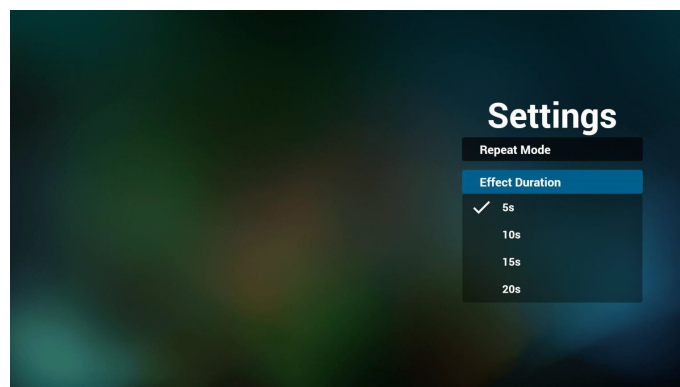 Settings
Repeat Mode
Effect Duration
5s
10s
15s
20s